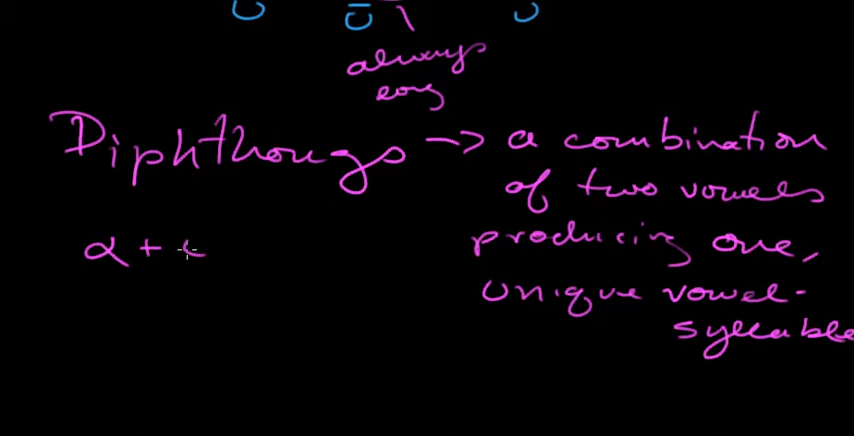 always
long
Diphthongs → a combination
of two vowels
α + producing one,
unique vowel-
syllable